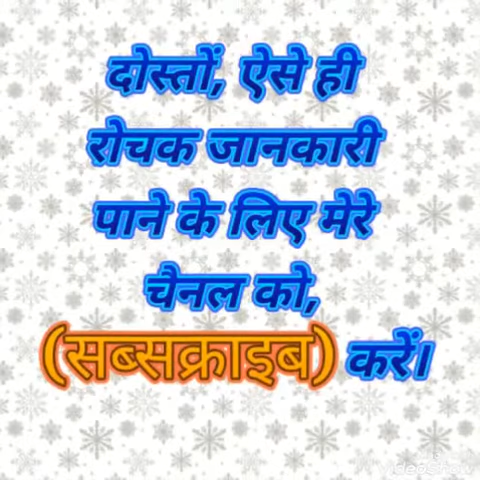 दोस्तों, ऐसे ही
रोचक जानकारी
पाने के लिए मेरे
चैनल को,
(सब्सक्राइब) करें।